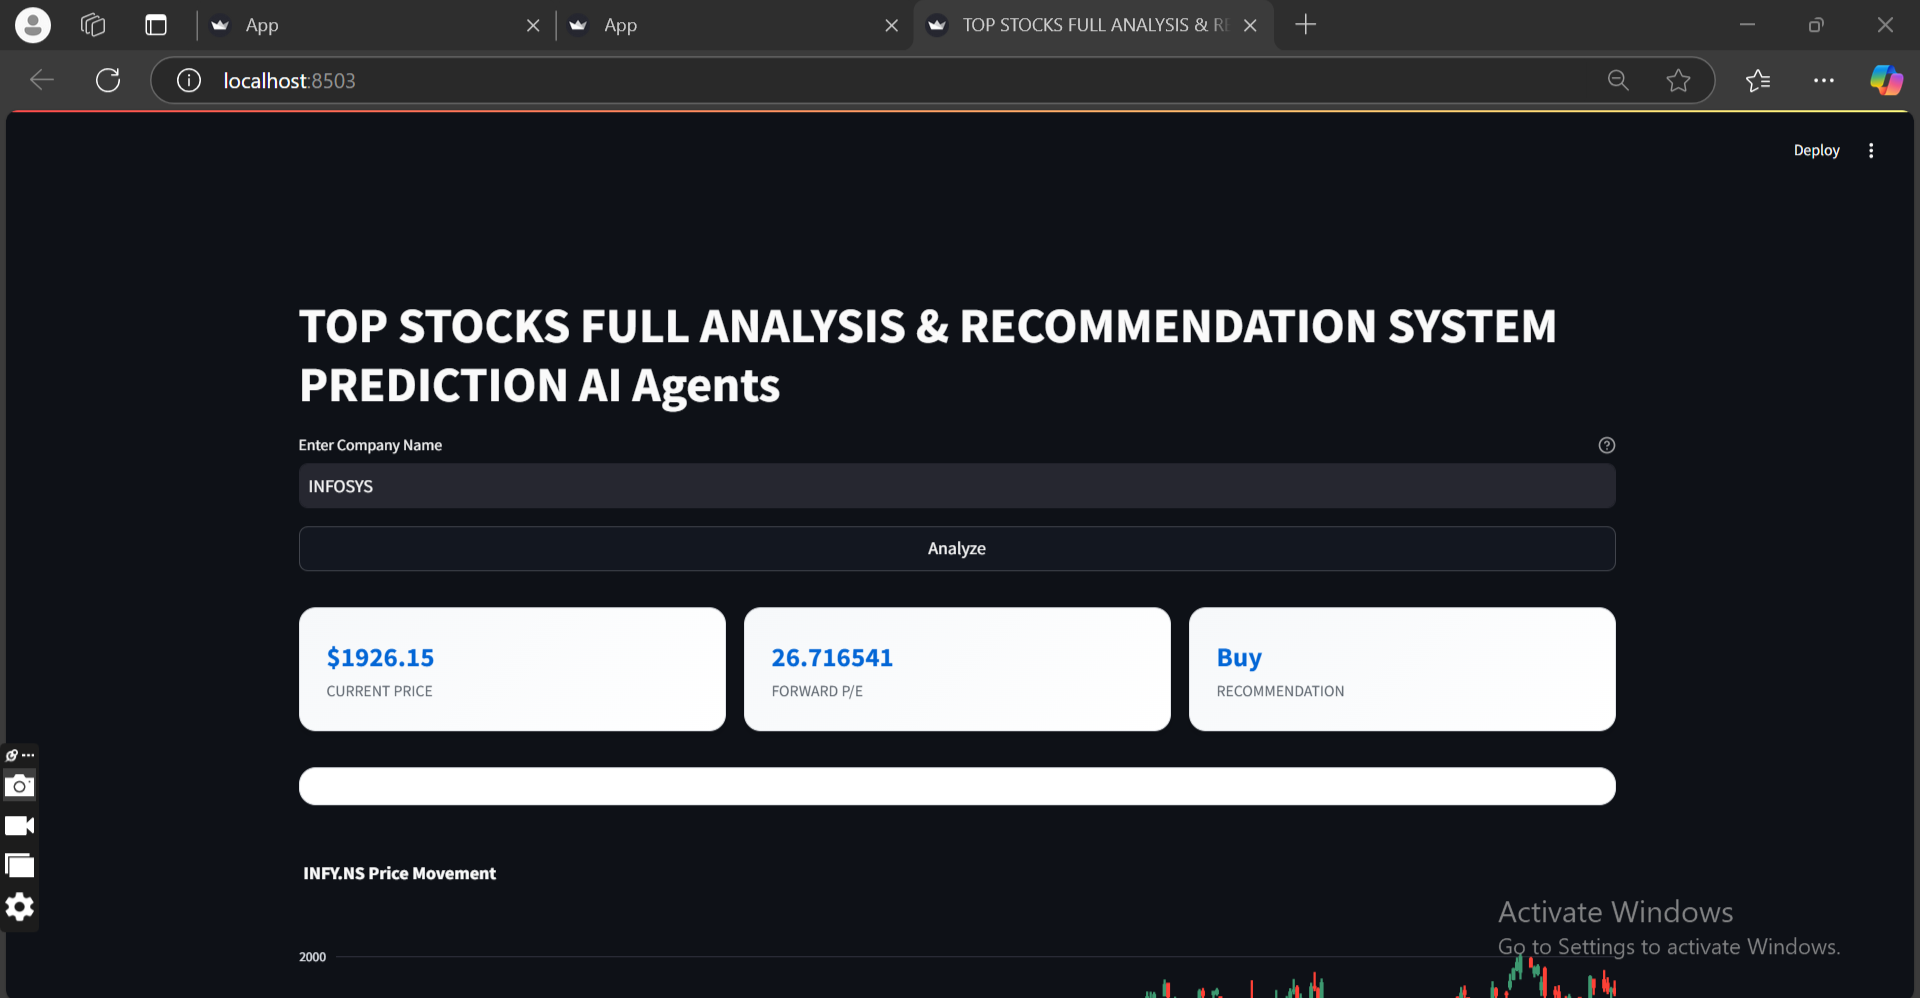 App
App
TOP STOCKS FULL ANALYSIS & RE
localhost:8503
Deploy
TOP STOCKS FULL ANALYSIS & RECOMMENDATION SYSTEM
PREDICTION AI Agents
Enter Company Name
INFOSYS
Analyze
$1926.15
CURRENT PRICE
26.716541
FORWARD P/E
Buy
RECOMMENDATION
INFY.NS Price Movement
2000
Activate Windows
Go to Settings to activate Windows.